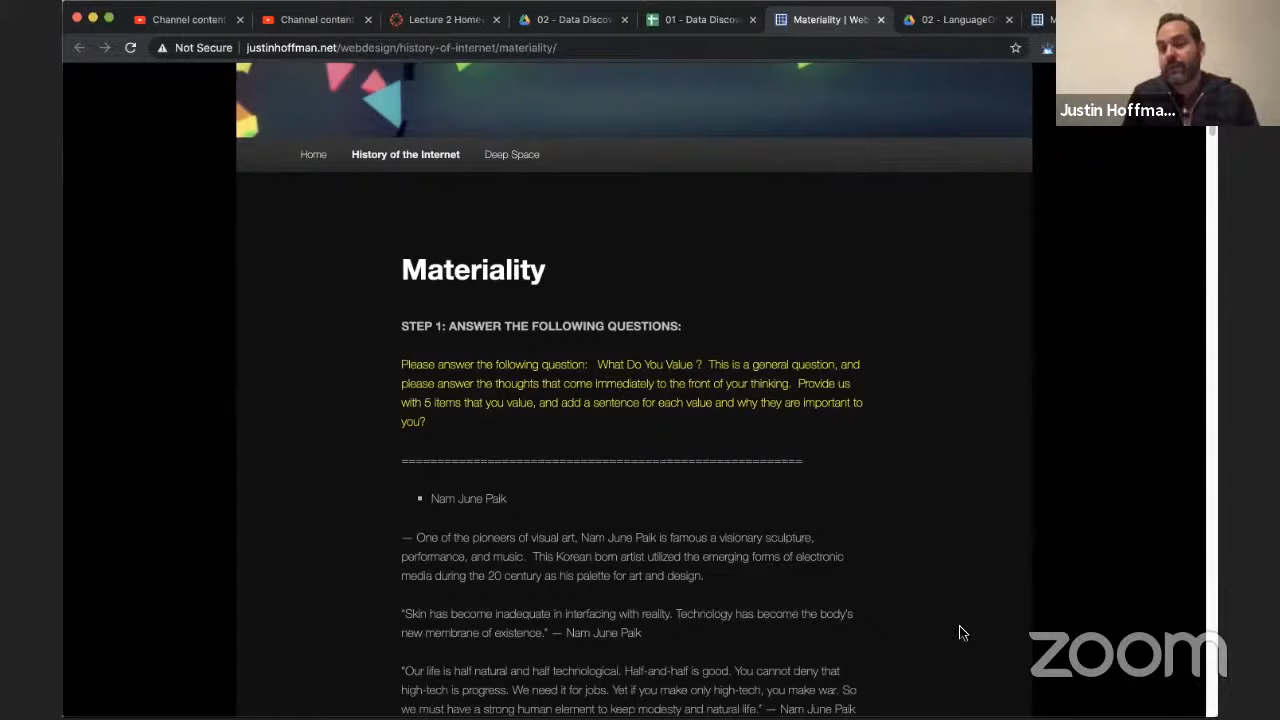 Channel content
Channel content
Lecture 2 Homew
02 - Data Discov
01 - Data Discov
Materiality | Web
02 - LanguageO
Not Secure
justinhoffman.net/webdesign/history-of-internet/materiality/
Justin Hoffma...
Home
History of the Internet
Deep Space
Materiality
STEP 1: ANSWER THE FOLLOWING QUESTIONS:
Please answer the following question: What Do You Value ? This is a general question, and
please answer the thoughts that come immediately to the front of your thinking. Provide us
with 5 items that you value, and add a sentence for each value and why they are important to
you?
========================================================
Nam June Paik
— One of the pioneers of visual art, Nam June Paik is famous a visionary sculpture,
performance, and music. This Korean born artist utilized the emerging forms of electronic
media during the 20 century as his palette for art and design.
“Skin has become inadequate in interfacing with reality. Technology has become the body’s
new membrane of existence.” — Nam June Paik
“Our life is half natural and half technological. Half-and-half is good. You cannot deny that
high-tech is progress. We need it for jobs. Yet if you make only high-tech, you make war. So
we must have a strong human element to keep modesty and natural life.” — Nam June Paik
zoom